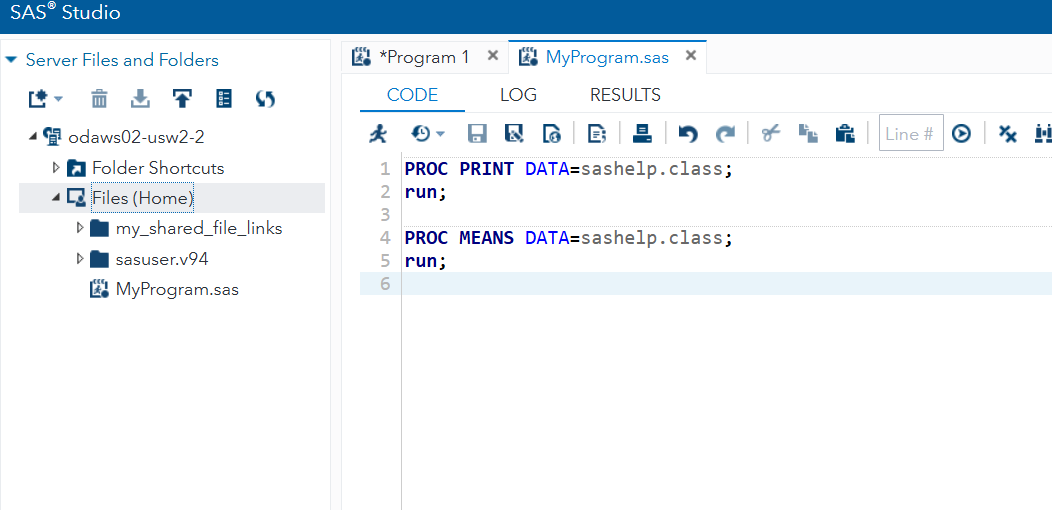 SAS® Studio
Server Files and Folders
odaws02-usw2-2
Folder Shortcuts
Files (Home)
my_shared_file_links
sasuser.v94
MyProgram.sas
*Program 1
MyProgram.sas
CODE LOG RESULTS
Line #
1 PROC PRINT DATA=sashelp.class;
2 run;
3
4 PROC MEANS DATA=sashelp.class;
5 run;
6